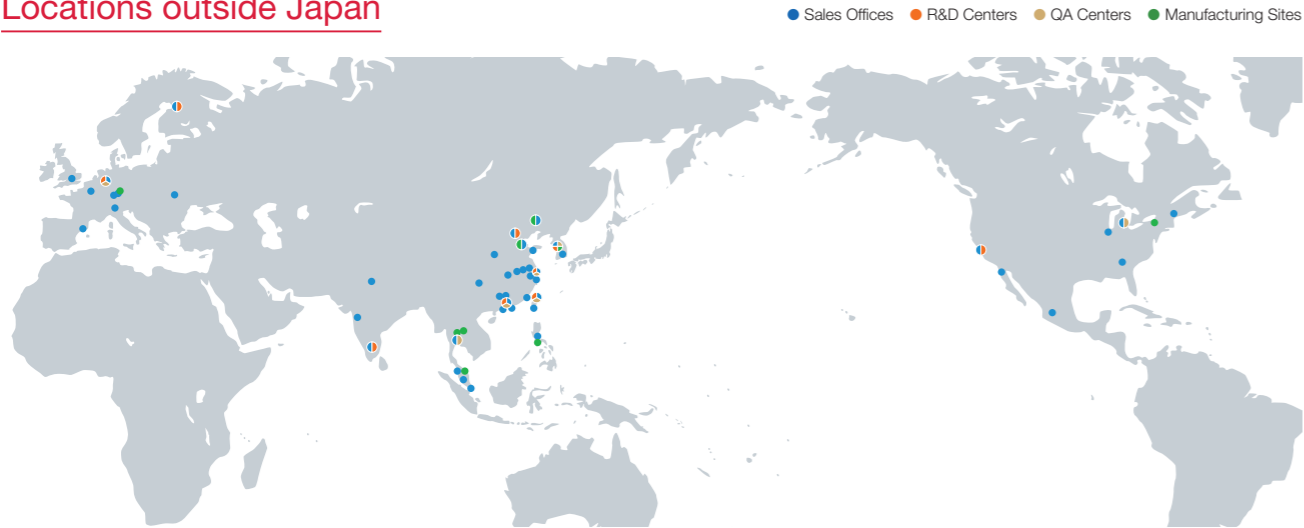 Locations outside Japan
Sales Offices R&D Centers QA Centers Manufacturing Sites